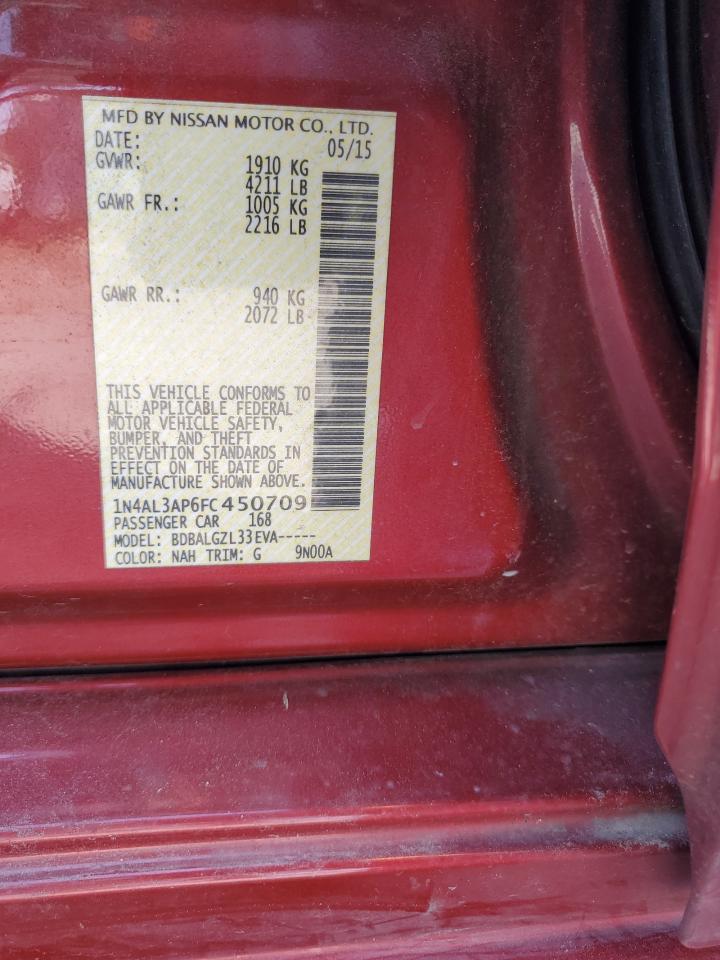 MFD BY NISSAN MOTOR CO., LTD.
DATE: 05/15
GVWR: 1910 KG
4211 LB
GAWR FR.: 1005 KG
2216 LB
GAWR RR.: 940 KG
2072 LB
THIS VEHICLE CONFORMS TO
ALL APPLICABLE FEDERAL
MOTOR VEHICLE SAFETY,
BUMPER, AND THEFT
PREVENTION STANDARDS IN
EFFECT ON THE DATE OF
MANUFACTURE SHOWN ABOVE.
1N4AL3AP6FC450709
PASSENGER CAR 168
MODEL: BDBALGZL33EVA-----
COLOR: NAH TRIM: G 9N00A